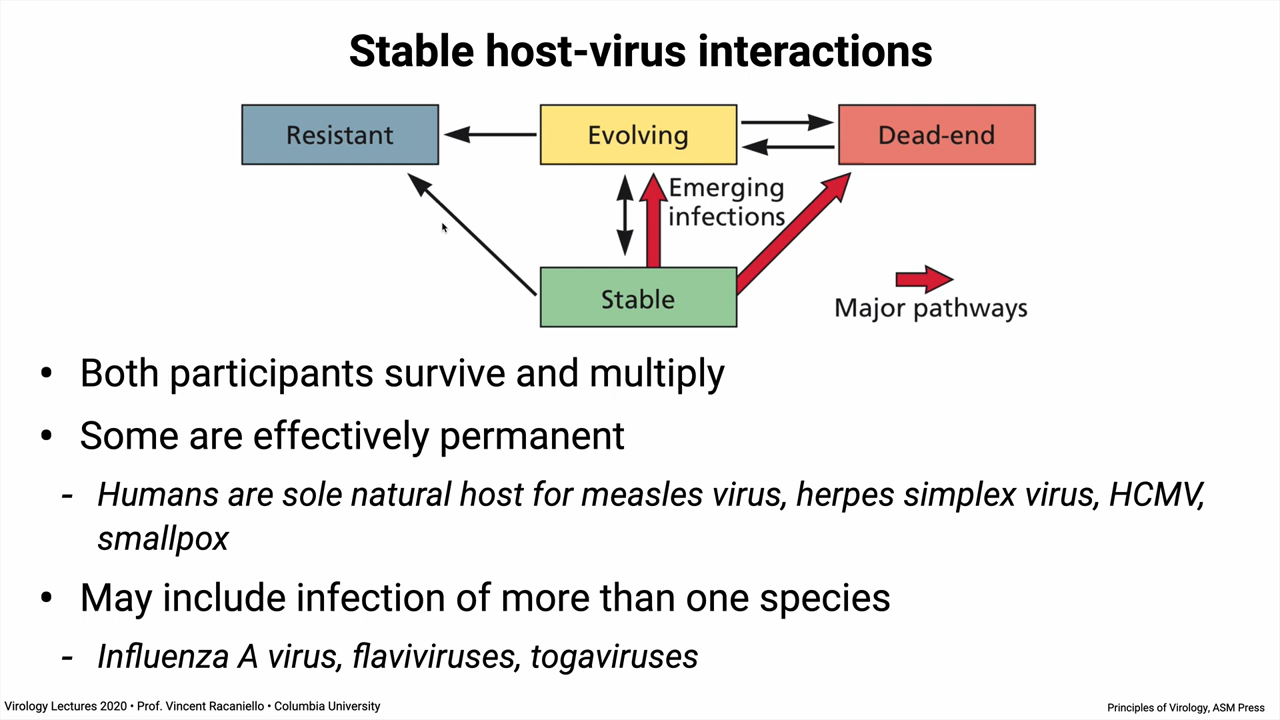 Stable host-virus interactions
Resistant
Evolving
Dead-end
Emerging
infections
Stable
Major pathways
• Both participants survive and multiply
• Some are effectively permanent
- Humans are sole natural host for measles virus, herpes simplex virus, HCMV,
smallpox
• May include infection of more than one species
- Influenza A virus, flaviviruses, togaviruses
Virology Lectures 2020 • Prof. Vincent Racaniello • Columbia University
Principles of Virology, ASM Press